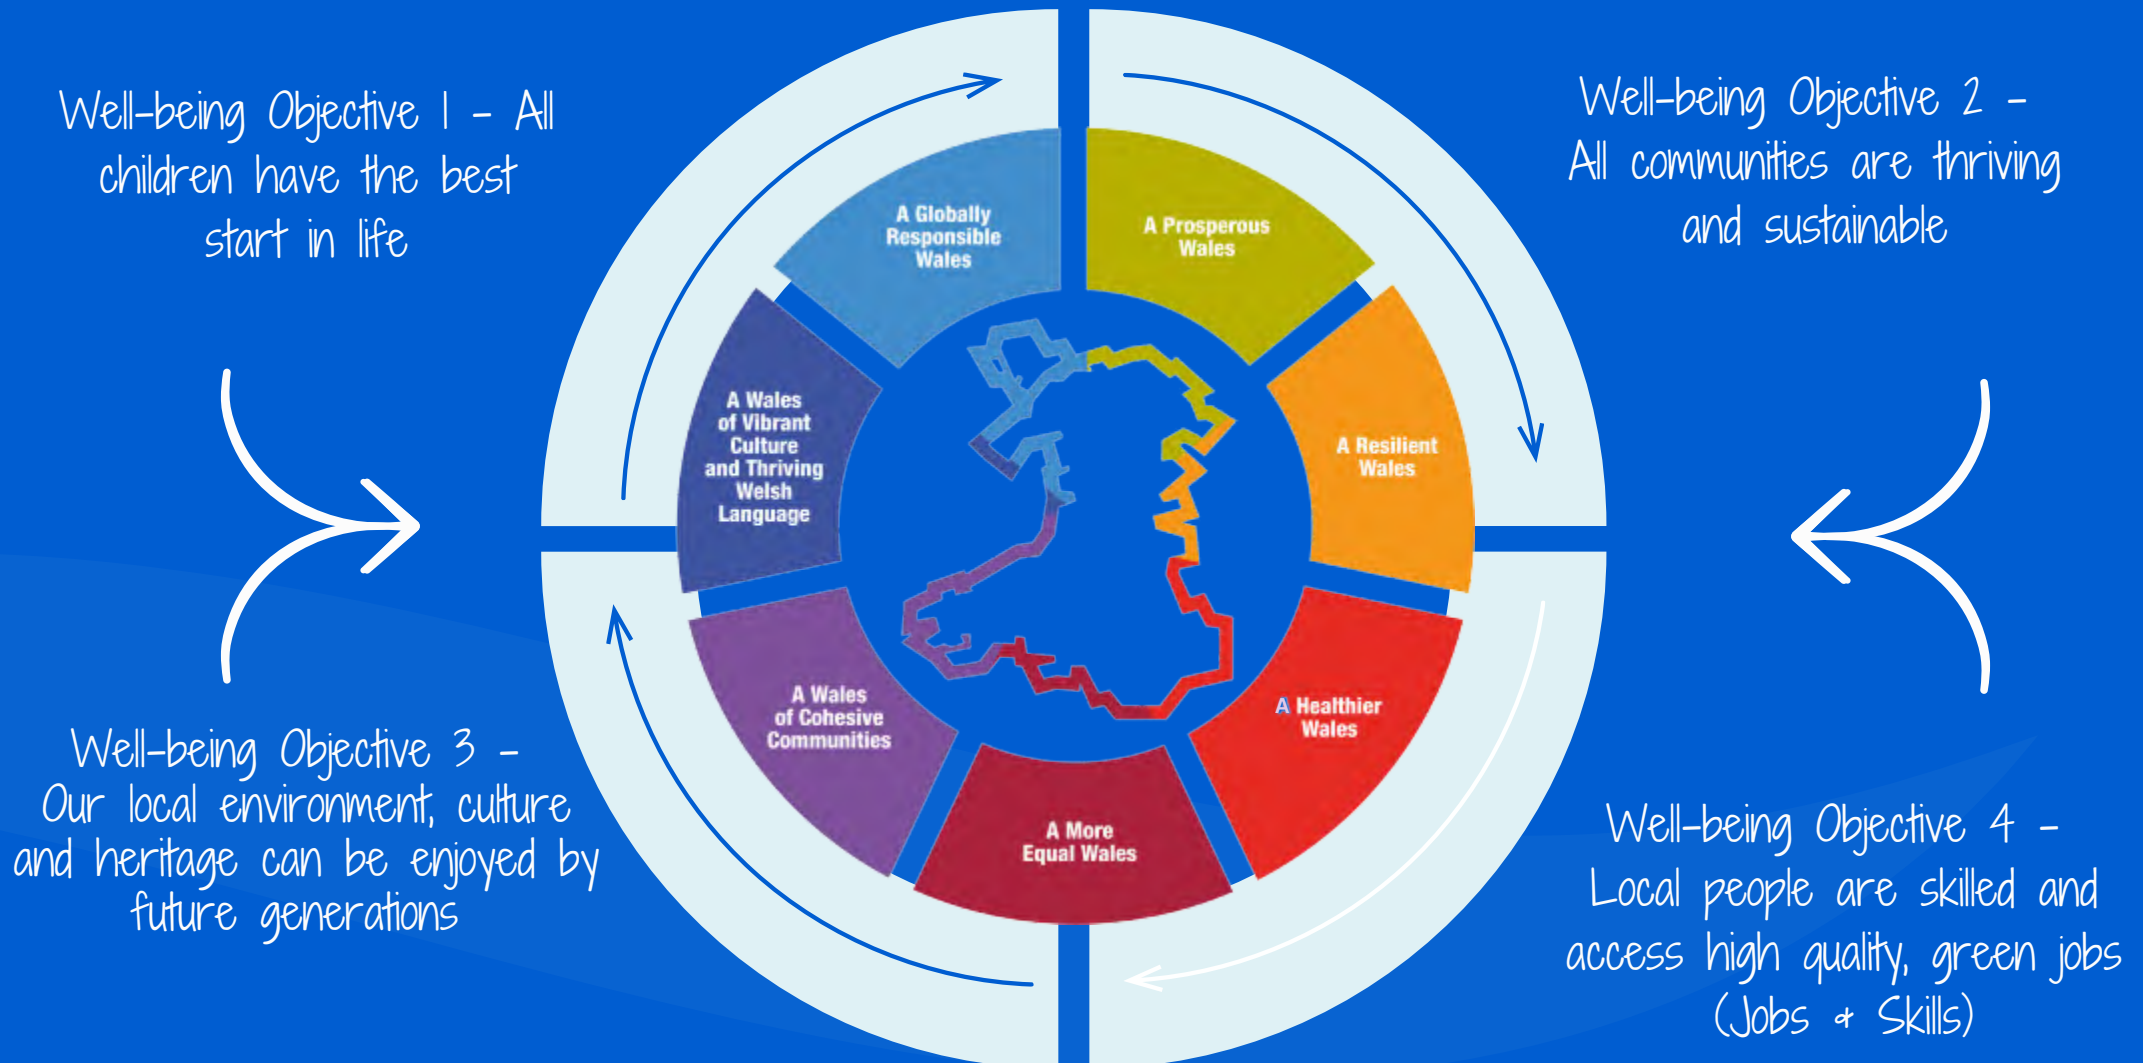 Well-being Objective 1 - All
children have the best
start in life
Well-being Objective 2 -
All communities are thriving
and sustainable
A Globally
Responsible
Wales
A Prosperous
Wales
A Wales
of Vibrant
Culture
and Thriving
Welsh
Language
A Resilient
Wales
A Wales
of Cohesive
Communities
A Healthier
Wales
A More
Equal Wales
Well-being Objective 3 -
Our local environment, culture
and heritage can be enjoyed by
future generations
Well-being Objective 4 -
Local people are skilled and
access high quality, green jobs
(Jobs & Skills)